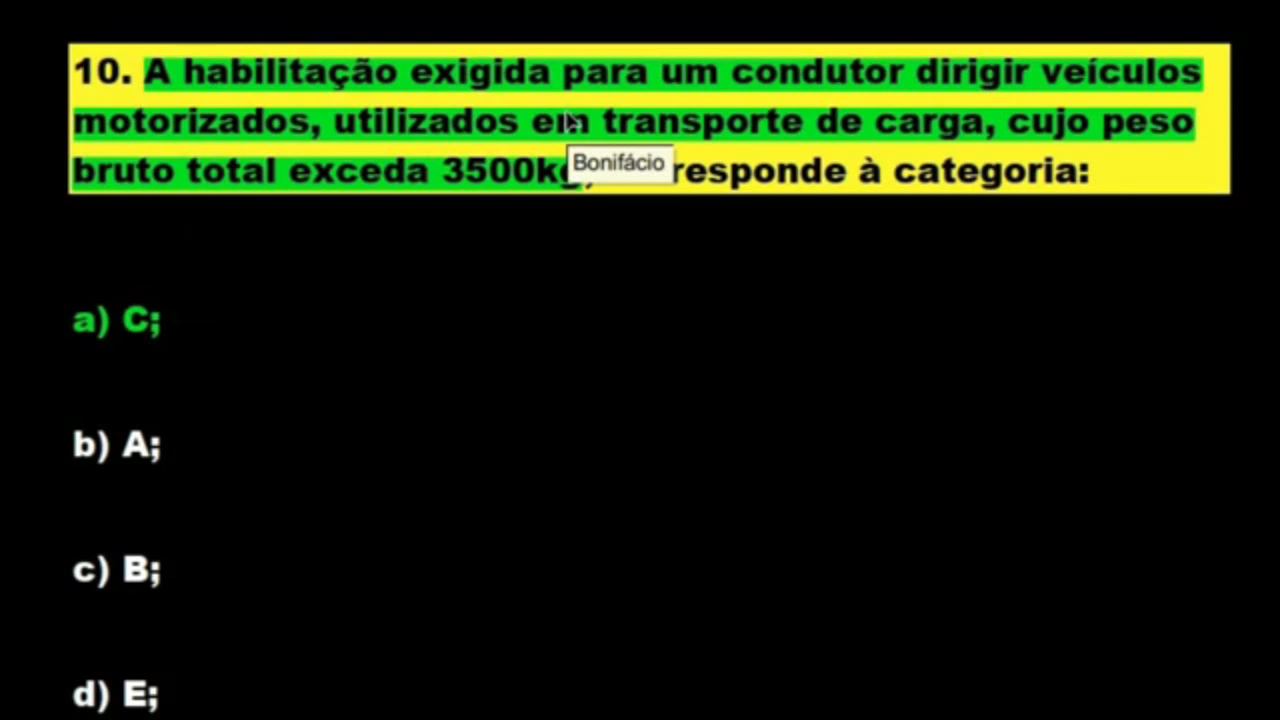 10. A habilitação exigida para um condutor dirigir veículos
motorizados, utilizados em transporte de carga, cujo peso
bruto total exceda 3500kg, responde à categoria:
Bonifácio
a) C;
b) A;
c) B;
d) E;